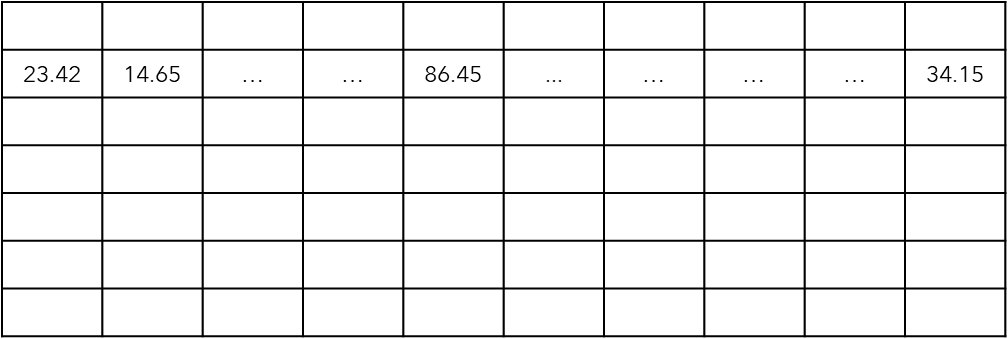 23.42 14.65 … … 86.45 ... … … … 34.15